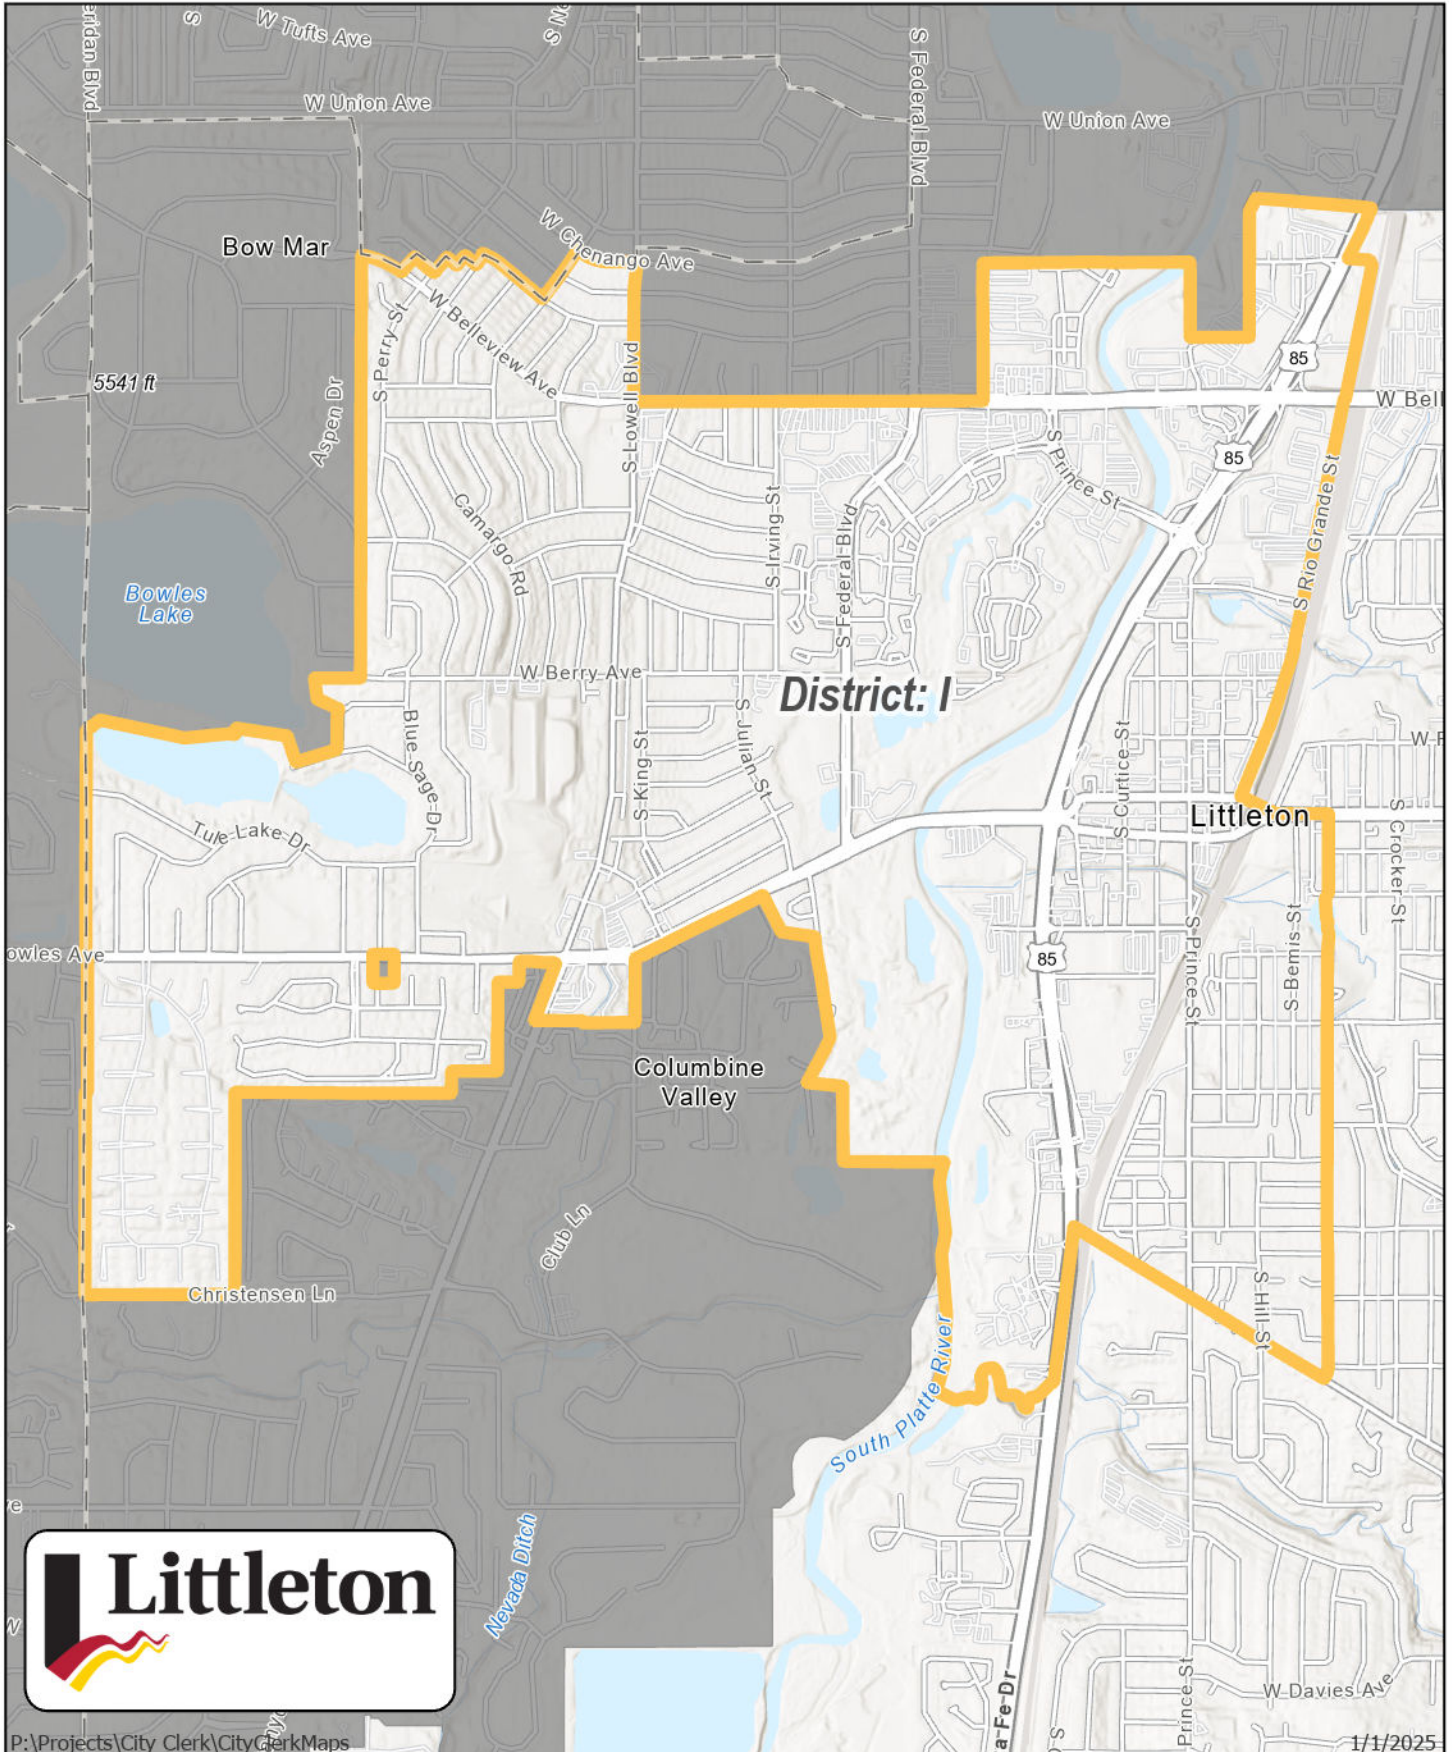 W Tufts Ave
S
S Federal Blvd
W Union Ave
W Union Ave
W Chenango Ave
Bow Mar
S Perry St
W Belleview Ave
S Lowell Blvd
85
5541 ft
Aspen Dr
W Bell
85
S Prince St
Camargo Rd
S Irving St
S Federal Blvd
S Rio Grande St
Bowles
Lake
W Berry Ave
District: I
Blue Sage Dr
S Julian St
S King St
S Curtice St
Littleton
Tule Lake Dr
S Crocker St
S Bemis St
S Prince St
owles Ave
85
Columbine
Valley
Club Ln
Christensen Ln
S Hill St
South Platte River
Nevada Ditch
Littleton
a Fe Dr
Prince St
W Davies Ave
S
P:\Projects\City Clerk\CityClerkMaps
1/1/2025